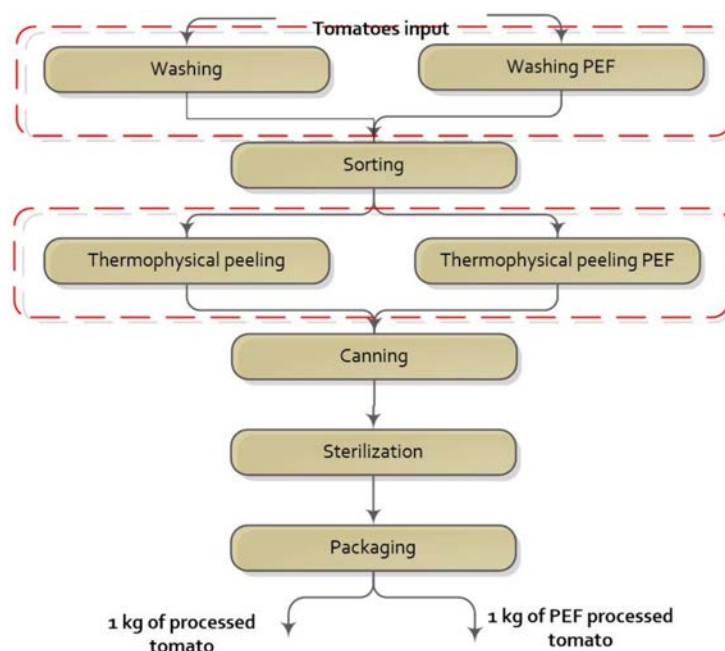 Tomatoes input
Washing
Washing PEF
Sorting
Thermophysical peeling
Thermophysical peeling PEF
Canning
Sterilization
Packaging
1 kg of processed
tomato
1 kg of PEF processed
tomato